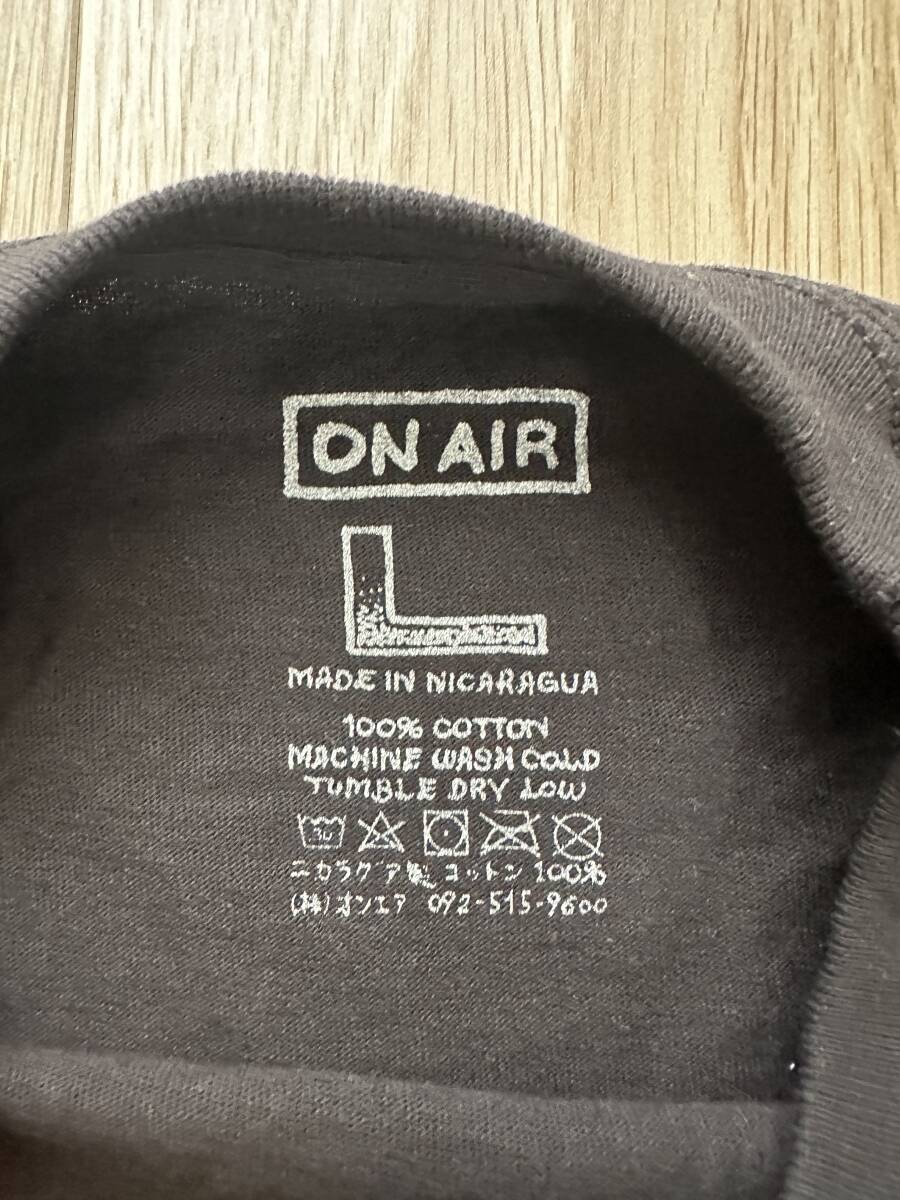 ON AIR
L
MADE IN NICARAGUA
100% COTTON
MACHINE WASH COLD
TUMBLE DRY LOW
30
ニカラグア製 コットン 100%
(株)オンエア 092-515-9600